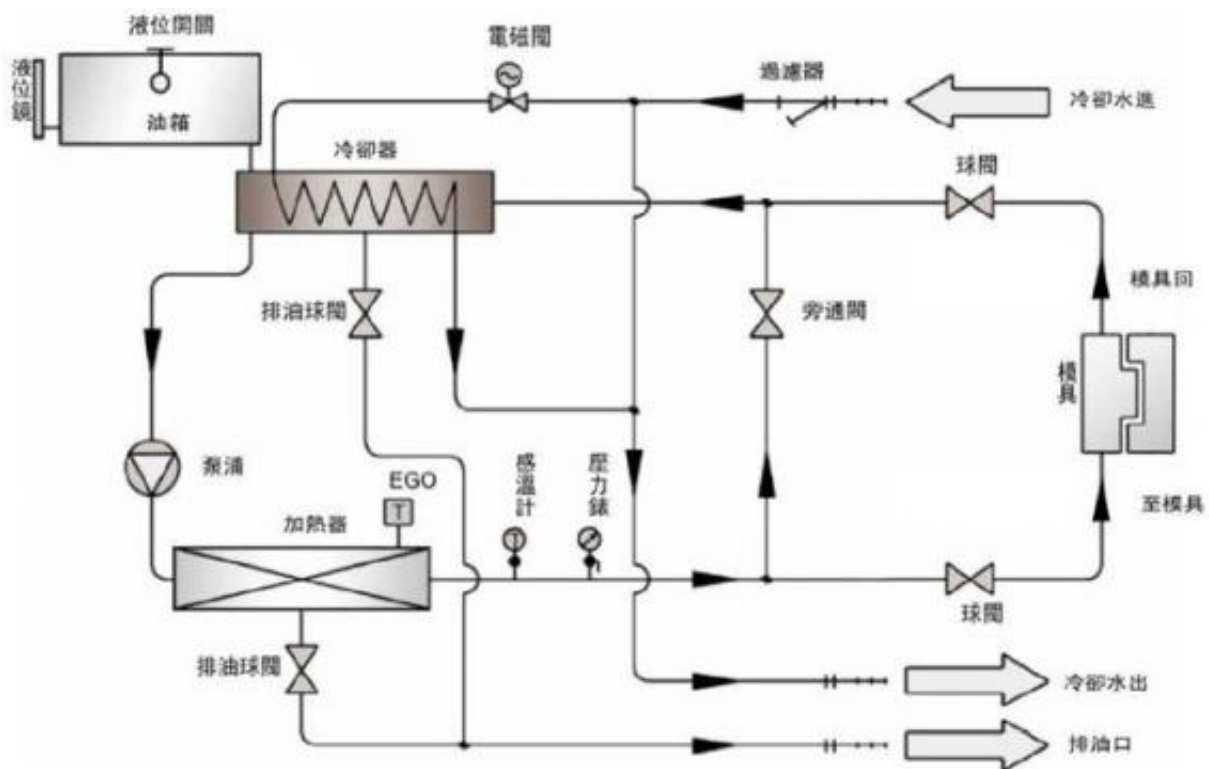 液位開關
電磁閥
過濾器
冷卻水進
液位鏡
油箱
冷卻器
球閥
模具回
排油球閥
旁通閥
模具
泵浦
EGO
T
感溫計
壓力錶
至模具
加熱器
T
球閥
排油球閥
冷卻水出
排油口